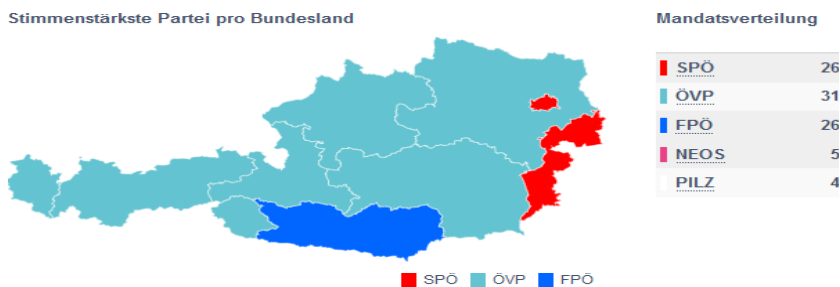 Stimmenstärkste Partei pro Bundesland
Mandatsverteilung
SPÖ 26
ÖVP 31
FPÖ 26
NEOS 5
PILZ 4
SPÖ ÖVP FPÖ